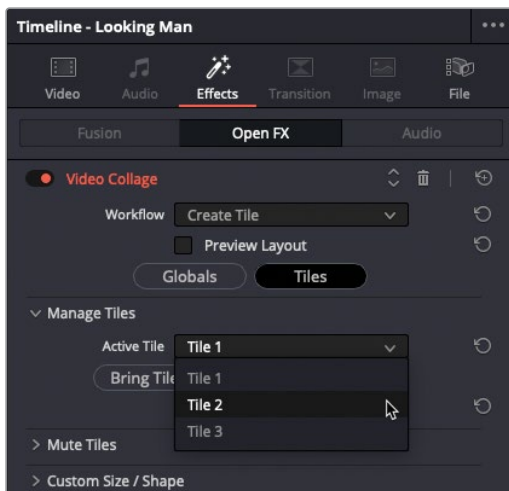 Timeline - Looking Man
Video Audio Effects Transition Image File
Fusion Open FX Audio
Video Collage
Workflow Create Tile
Preview Layout
Globals Tiles
Manage Tiles
Active Tile Tile 1
Bring Tile
Tile 1
Tile 2
Tile 3
Mute Tiles
Custom Size / Shape